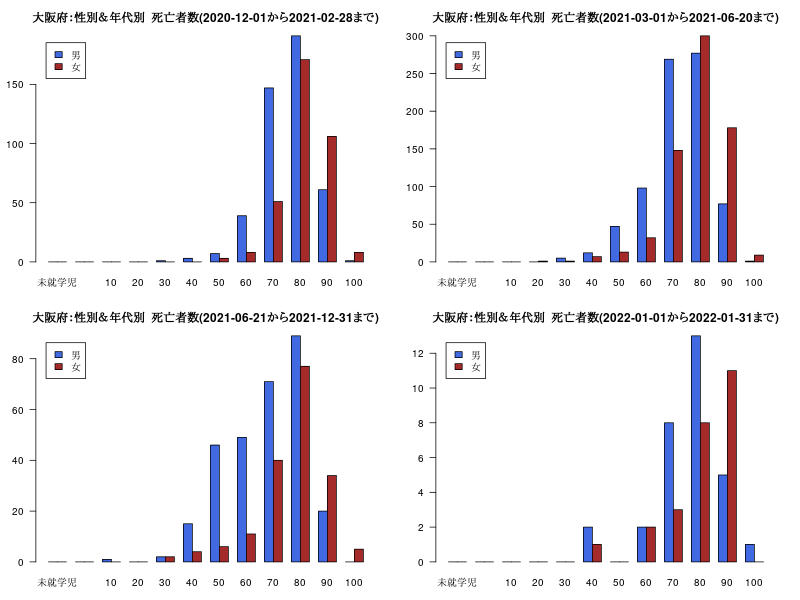 大阪府：性別＆年代別 死亡者数(2020-12-01から2021-02-28まで)
男
女
150
100
50
0
未就学児 10 20 30 40 50 60 70 80 90 100
大阪府：性別＆年代別 死亡者数(2021-03-01から2021-06-20まで)
男
女
300
250
200
150
100
50
0
未就学児 10 20 30 40 50 60 70 80 90 100
大阪府：性別＆年代別 死亡者数(2021-06-21から2021-12-31まで)
男
女
80
60
40
20
0
未就学児 10 20 30 40 50 60 70 80 90 100
大阪府：性別＆年代別 死亡者数(2022-01-01から2022-01-31まで)
男
女
12
10
8
6
4
2
0
未就学児 10 20 30 40 50 60 70 80 90 100